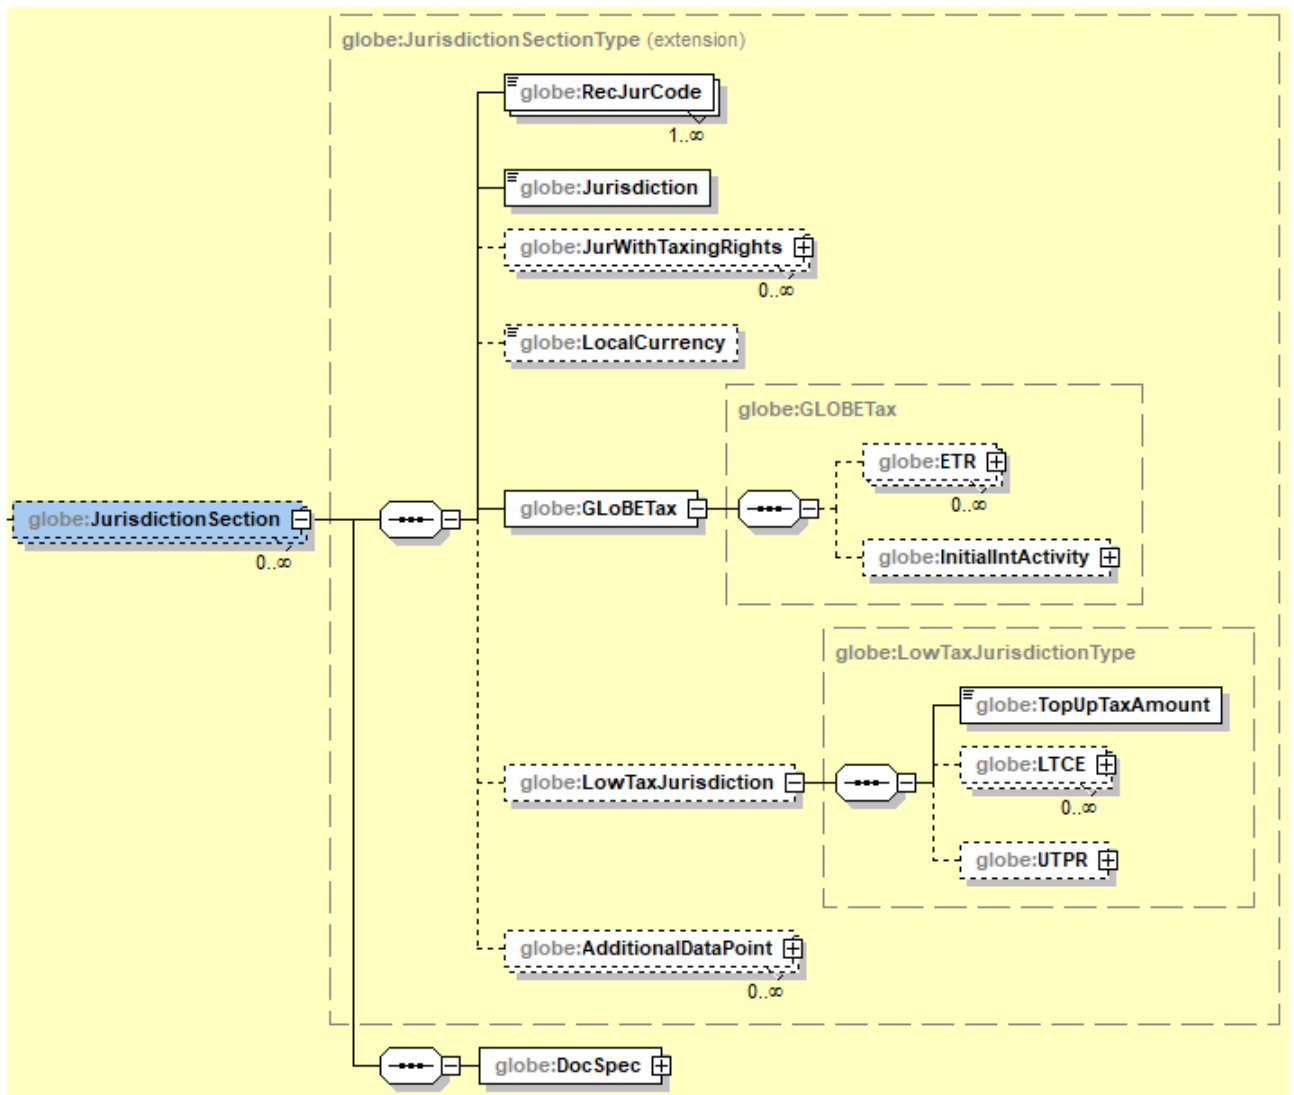 globe:JurisdictionSectionType (extension)
globe:RecJurCode
1..∞
globe:Jurisdiction
globe:JurWithTaxingRights
0..∞
globe:LocalCurrency
globe:GLOBETax
globe:ETR
0..∞
globe:JurisdictionSection
0..∞
globe:GLoBETax
globe:InitialIntActivity
globe:LowTaxJurisdictionType
globe:TopUpTaxAmount
globe:LowTaxJurisdiction
globe:LTCE
0..∞
globe:UTPR
globe:AdditionalDataPoint
0..∞
globe:DocSpec